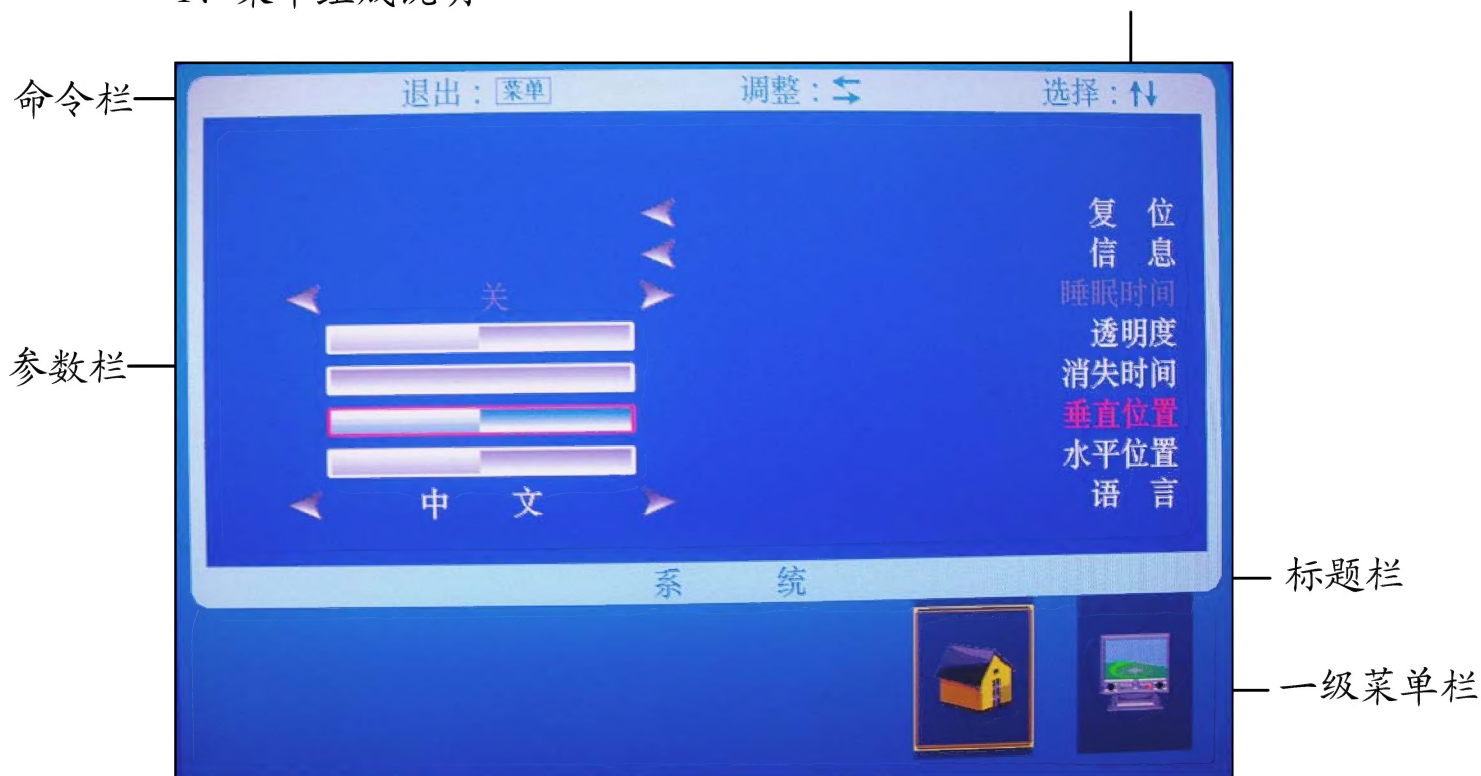 命令栏
退出：菜单 调整： 选择：
复 位
信 息
关 睡眠时间
透明度
参数栏
消失时间
垂直位置
水平位置
中 文 语 言
系 统
标题栏
一级菜单栏